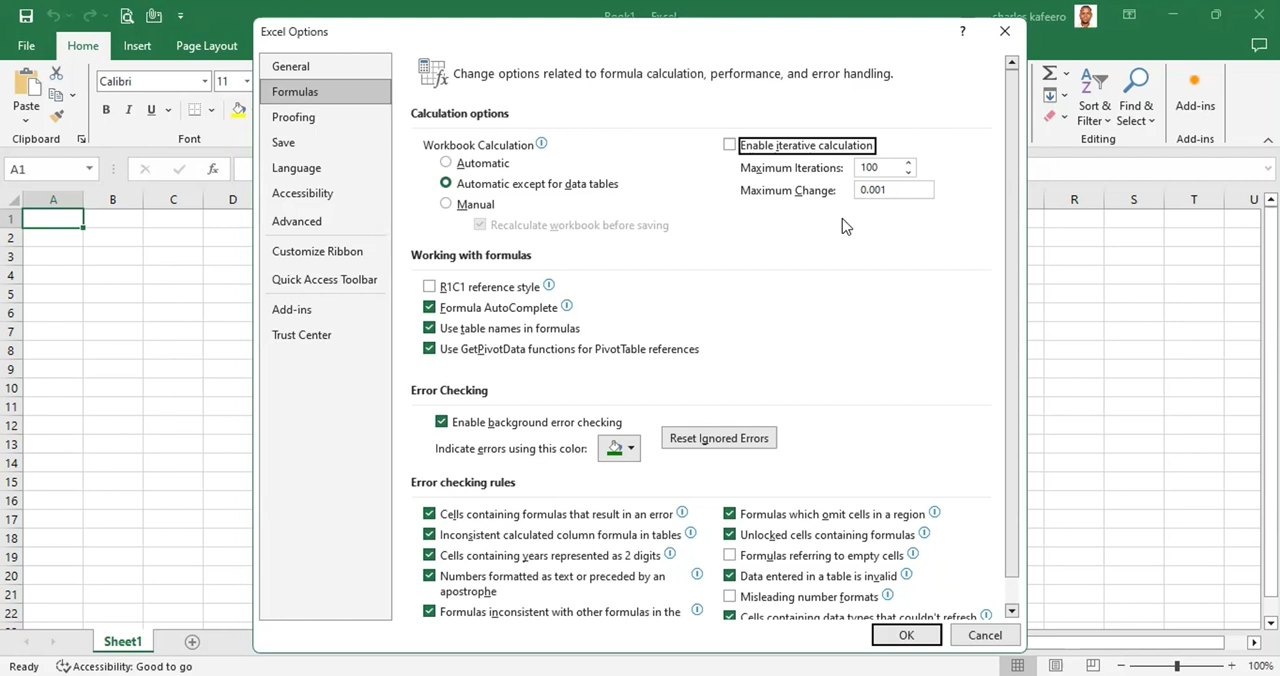 Book1 - Excel
charles kafeero
Excel Options
?
File
Home
Insert
Page Layout
Calibri
11
Paste
B I U
Clipboard
Font
Sort & Filter
Find & Select
Editing
Add-ins
Add-ins
A1
fx
A B C D R S T U
1
2
3
4
5
6
7
8
9
10
11
12
13
14
15
16
17
18
19
20
21
22
General
Formulas
Proofing
Save
Language
Accessibility
Advanced
Customize Ribbon
Quick Access Toolbar
Add-ins
Trust Center
Change options related to formula calculation, performance, and error handling.
Calculation options
Workbook Calculation
Automatic
Automatic except for data tables
Manual
Recalculate workbook before saving
Enable iterative calculation
Maximum Iterations: 100
Maximum Change: 0.001
Working with formulas
R1C1 reference style
Formula AutoComplete
Use table names in formulas
Use GetPivotData functions for PivotTable references
Error Checking
Enable background error checking
Indicate errors using this color:
Reset Ignored Errors
Error checking rules
Cells containing formulas that result in an error
Inconsistent calculated column formula in tables
Cells containing years represented as 2 digits
Numbers formatted as text or preceded by an
apostrophe
Formulas inconsistent with other formulas in the
Formulas which omit cells in a region
Unlocked cells containing formulas
Formulas referring to empty cells
Data entered in a table is invalid
Misleading number formats
Cells containing data types that couldn't refresh
OK
Cancel
Sheet1
Ready
Accessibility: Good to go
100%